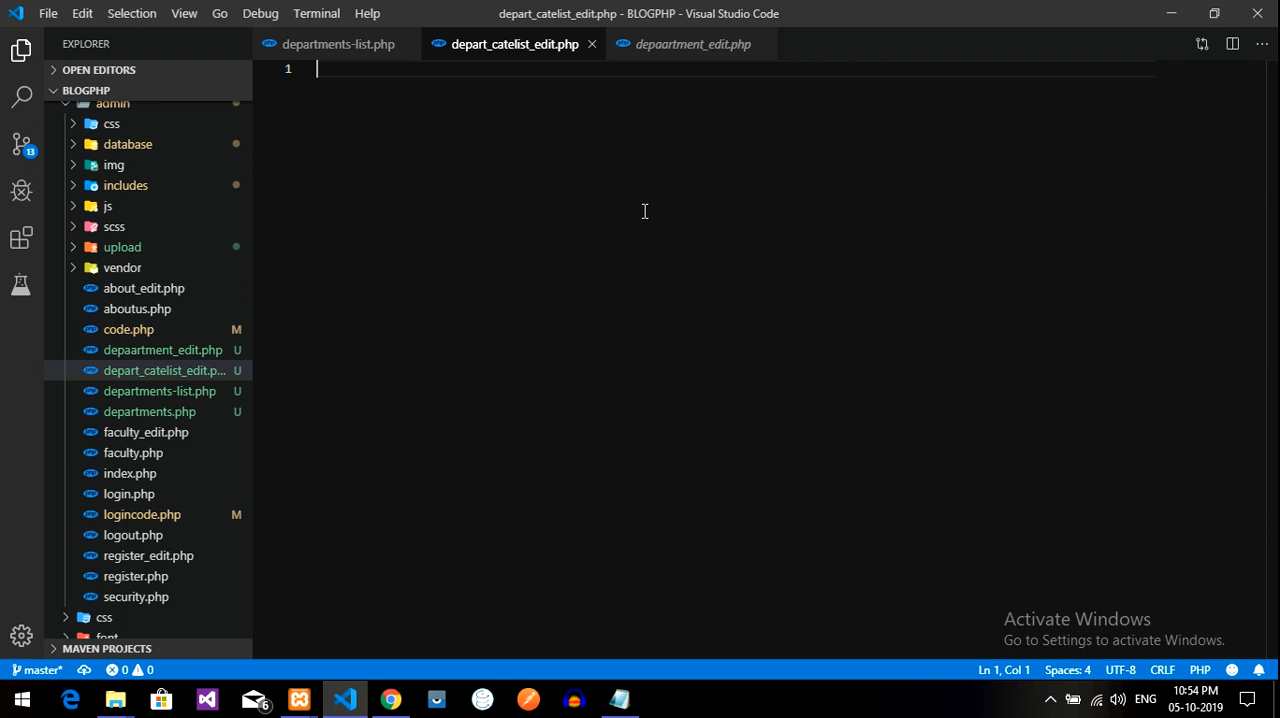 File Edit Selection View Go Debug Terminal Help
depart_catelist_edit.php - BLOGPHP - Visual Studio Code
EXPLORER
departments-list.php
depart_catelist_edit.php
depaartment_edit.php
OPEN EDITORS
BLOGPHP
1
admin
css
database
img
includes
js
scss
upload
vendor
about_edit.php
aboutus.php
code.php M
depaartment_edit.php U
depart_catelist_edit.p... U
departments-list.php U
departments.php U
faculty_edit.php
faculty.php
index.php
login.php
logincode.php M
logout.php
register_edit.php
register.php
security.php
css
font
MAVEN PROJECTS
13
Activate Windows
Go to Settings to activate Windows.
master* 0 0
Ln 1, Col 1 Spaces: 4 UTF-8 CRLF PHP
6
ENG
10:54 PM
05-10-2019